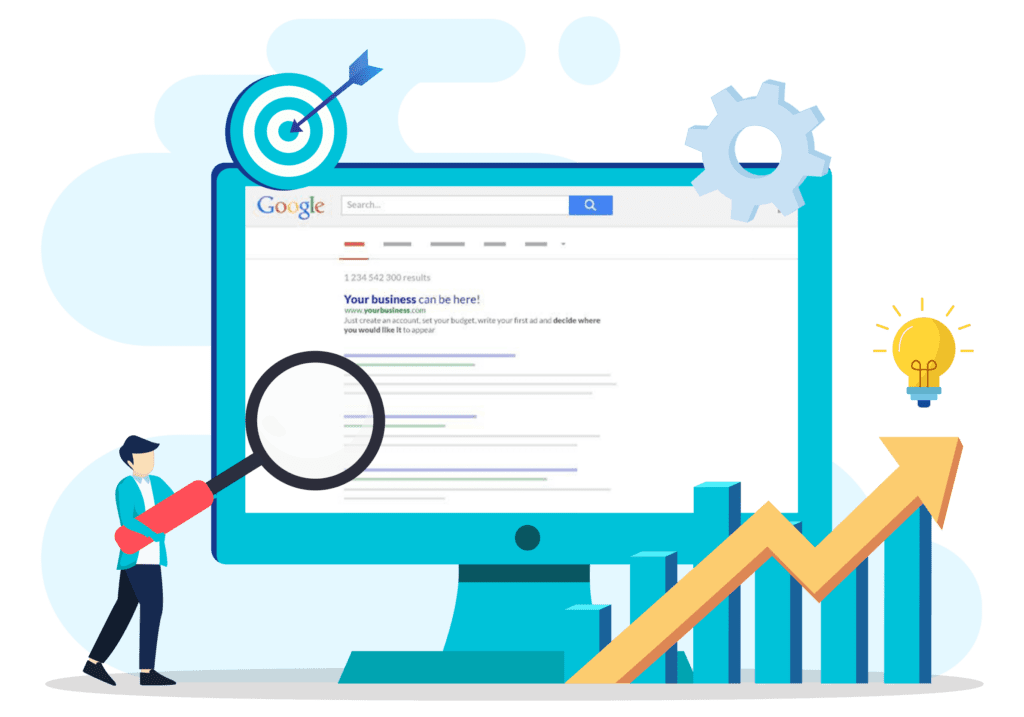 Google
Search...
1 234 542 300 results
Your business can be here!
www.yourbusiness.com
Just create an account, set your budget, write your first ad and decide where
you would like it to appear